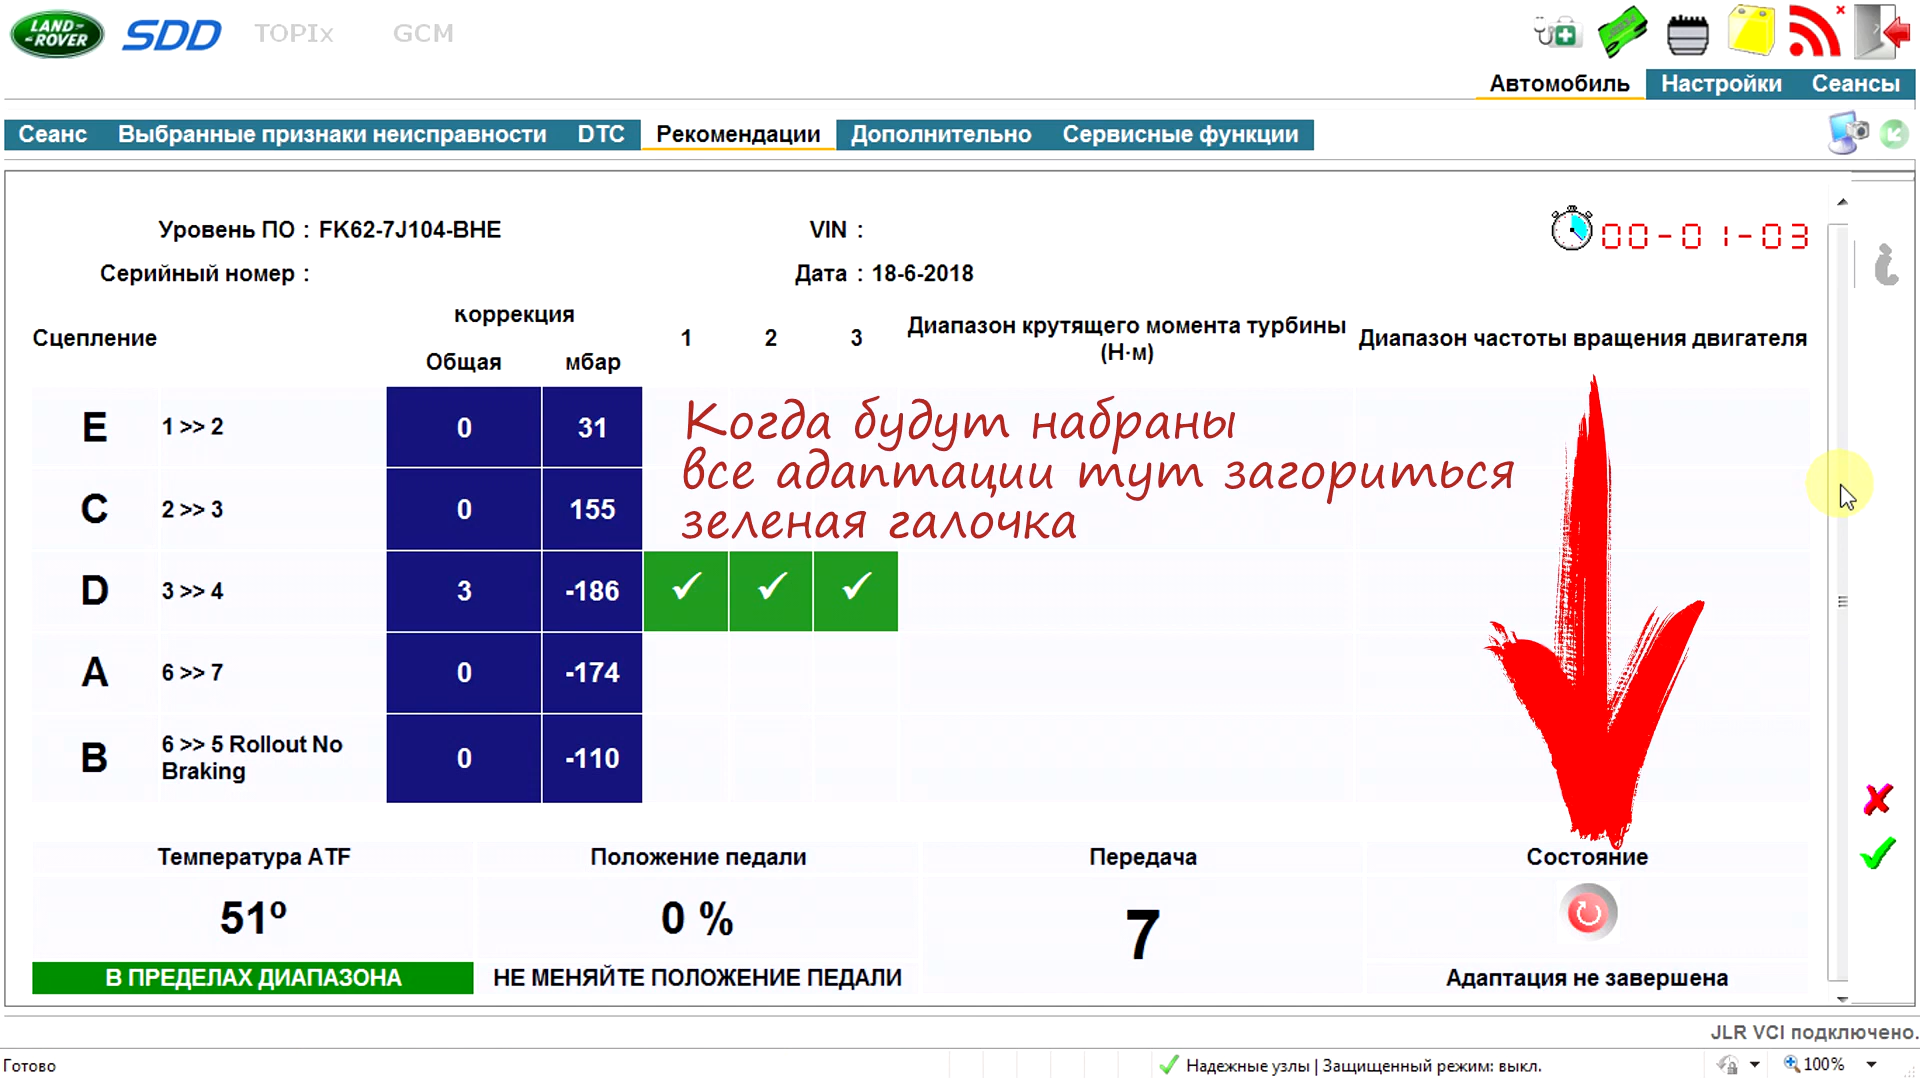 LAND-
ROVER
SDD
TOPIx
GCM
Автомобиль
Настройки
Сеансы
Сеанс
Выбранные признаки неисправности
DTC
Рекомендации
Дополнительно
Сервисные функции
Уровень ПО : FK62-7J104-BHE
VIN :
00-01-03
Серийный номер :
Дата : 18-6-2018
Сцепление
Коррекция
Общая
мбар
1
2
3
Диапазон крутящего момента турбины
(Н·м)
Диапазон частоты вращения двигателя
E
1 >> 2
0
31
Когда будут набраны
все адаптации тут загориться
зеленая галочка
C
2 >> 3
0
155
D
3 >> 4
3
-186
A
6 >> 7
0
-174
B
6 >> 5 Rollout No
Braking
0
-110
Температура ATF
Положение педали
Передача
Состояние
51º
0 %
7
В ПРЕДЕЛАХ ДИАПАЗОНА
НЕ МЕНЯЙТЕ ПОЛОЖЕНИЕ ПЕДАЛИ
Адаптация не завершена
JLR VCI подключено.
Готово
Надежные узлы | Защищенный режим: выкл.
100%